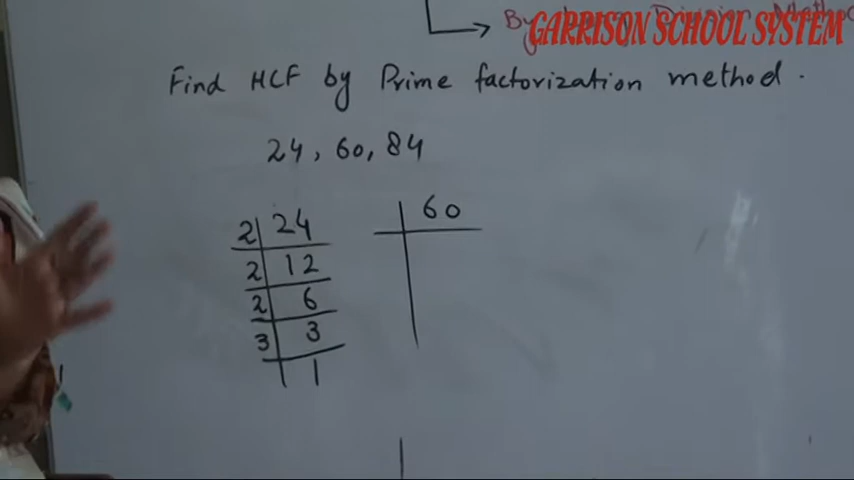 GARRISON SCHOOL SYSTEM
Find HCF by Prime factorization method.
24, 60, 84
2 24
2 12
2 6
3 3
1
60